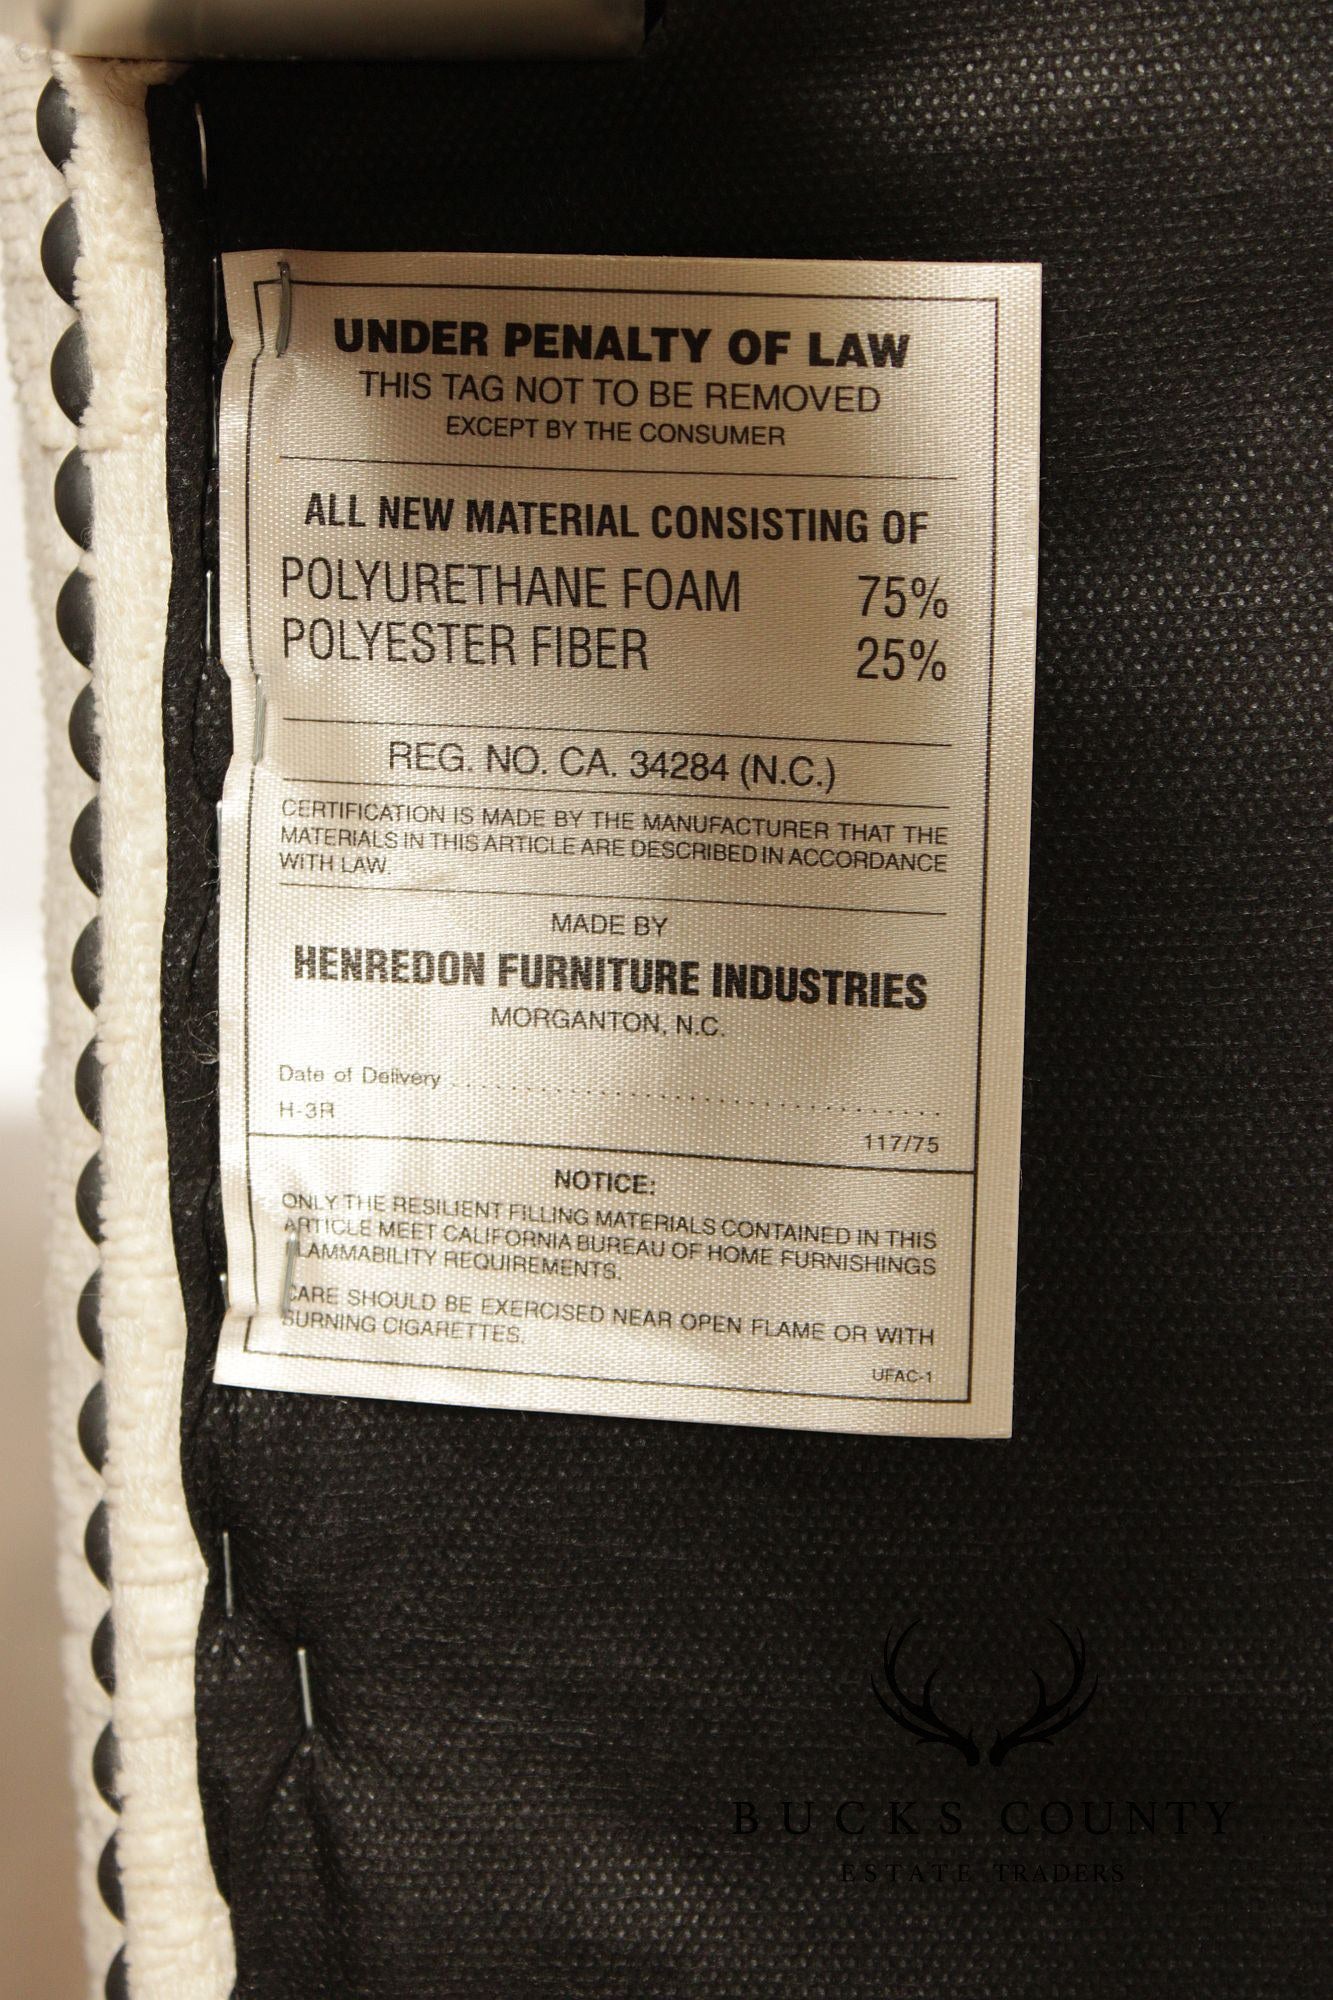 UNDER PENALTY OF LAW
THIS TAG NOT TO BE REMOVED
EXCEPT BY THE CONSUMER
ALL NEW MATERIAL CONSISTING OF
POLYURETHANE FOAM 75%
POLYESTER FIBER 25%
REG. NO. CA. 34284 (N.C.)
CERTIFICATION IS MADE BY THE MANUFACTURER THAT THE
MATERIALS IN THIS ARTICLE ARE DESCRIBED IN ACCORDANCE
WITH LAW.
MADE BY
HENREDON FURNITURE INDUSTRIES
MORGANTON, N.C.
Date of Delivery ........................................
H-3R
117/75
NOTICE:
ONLY THE RESILIENT FILLING MATERIALS CONTAINED IN THIS
ARTICLE MEET CALIFORNIA BUREAU OF HOME FURNISHINGS
FLAMMABILITY REQUIREMENTS.
CARE SHOULD BE EXERCISED NEAR OPEN FLAME OR WITH
BURNING CIGARETTES.
UFAC-1
BUCKS COUNTY
ESTATE TRADERS